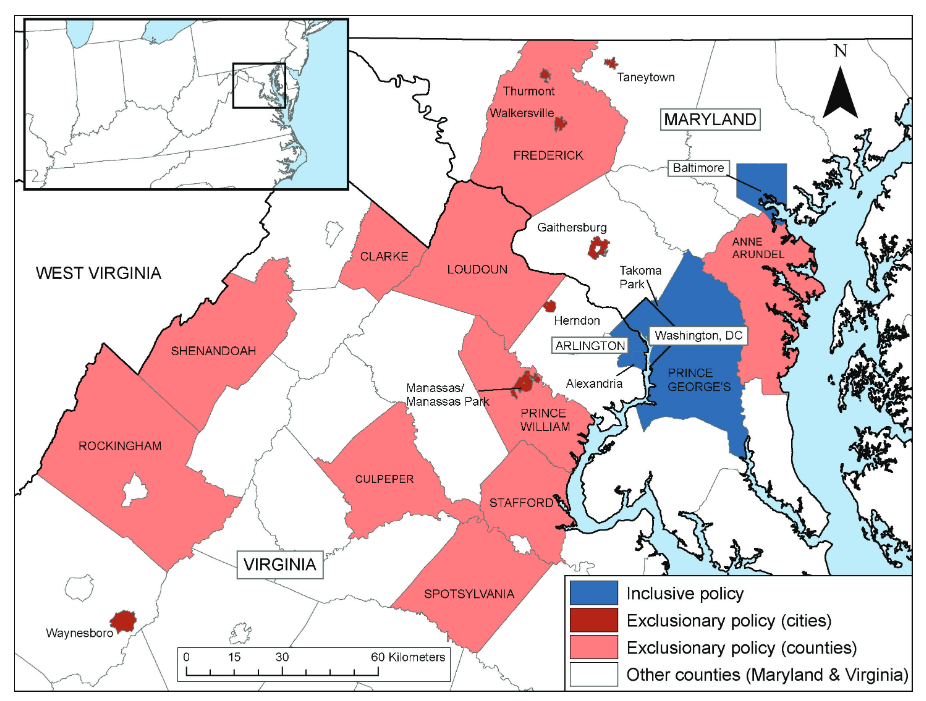 N
Taneytown
Thurmont
Walkersville
MARYLAND
FREDERICK
Baltimore
Gaithersburg
ANNE
ARUNDEL
CLARKE
LOUDOUN
WEST VIRGINIA
Takoma
Park
Herndon
Washington, DC
ARLINGTON
SHENANDOAH
PRINCE
GEORGE'S
Alexandria
Manassas/
Manassas Park
PRINCE
WILLIAM
ROCKINGHAM
CULPEPER
STAFFORD
VIRGINIA
SPOTSYLVANIA
Waynesboro
0 15 30 60 Kilometers
Inclusive policy
Exclusionary policy (cities)
Exclusionary policy (counties)
Other counties (Maryland & Virginia)